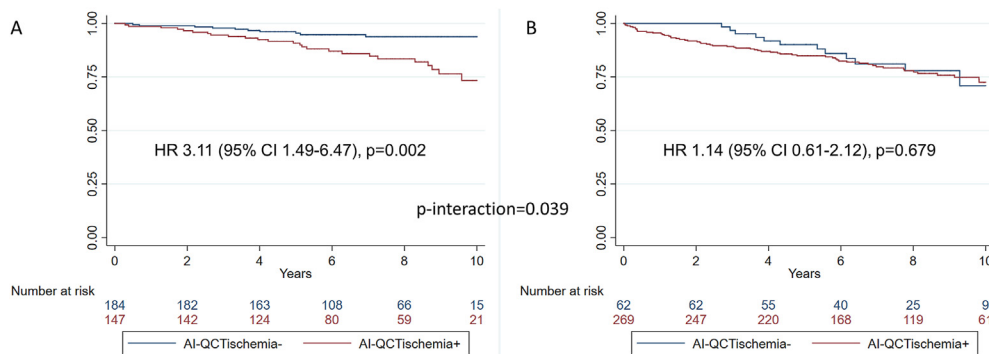 A
1.00
0.75
0.50
0.25
0.00
HR 3.11 (95% CI 1.49-6.47), p=0.002
0 2 4 6 8 10
Years
Number at risk
184 182 163 108 66 15
147 142 124 80 59 21
AI-QCTischemia- AI-QCTischemia+
p-interaction=0.039
B
1.00
0.75
0.50
0.25
0.00
HR 1.14 (95% CI 0.61-2.12), p=0.679
0 2 4 6 8 10
Years
Number at risk
62 62 55 40 25 9
269 247 220 168 119 61
AI-QCTischemia- AI-QCTischemia+